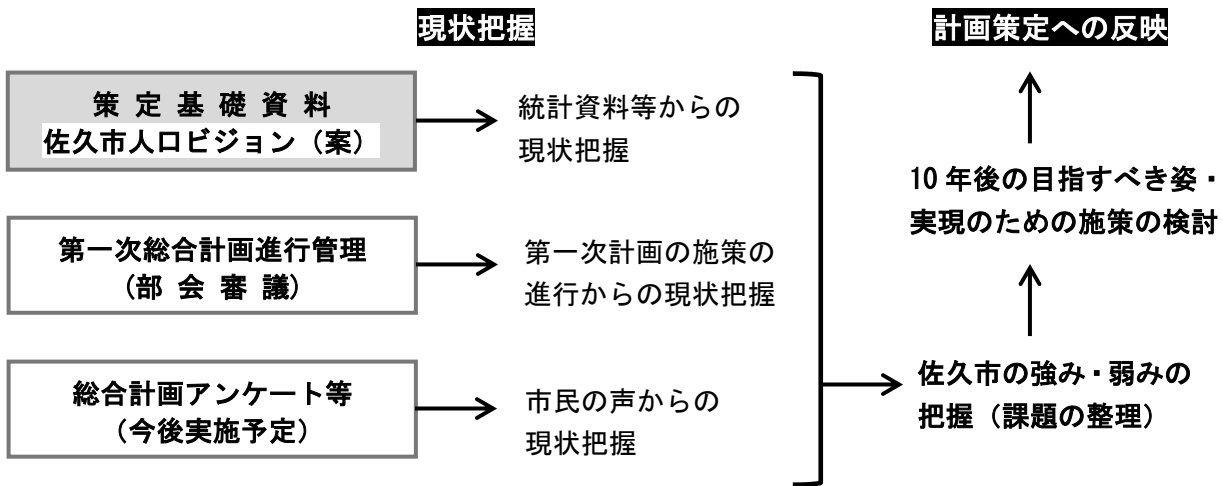 現状把握
計画策定への反映
策定基礎資料
佐久市人口ビジョン(案)
統計資料等からの
現状把握
第一次総合計画進行管理
(部会審議)
第一次計画の施策の
進行からの現状把握
総合計画アンケート等
(今後実施予定)
市民の声からの
現状把握
佐久市の強み・弱みの
把握(課題の整理)
10年後の目指すべき姿・
実現のための施策の検討